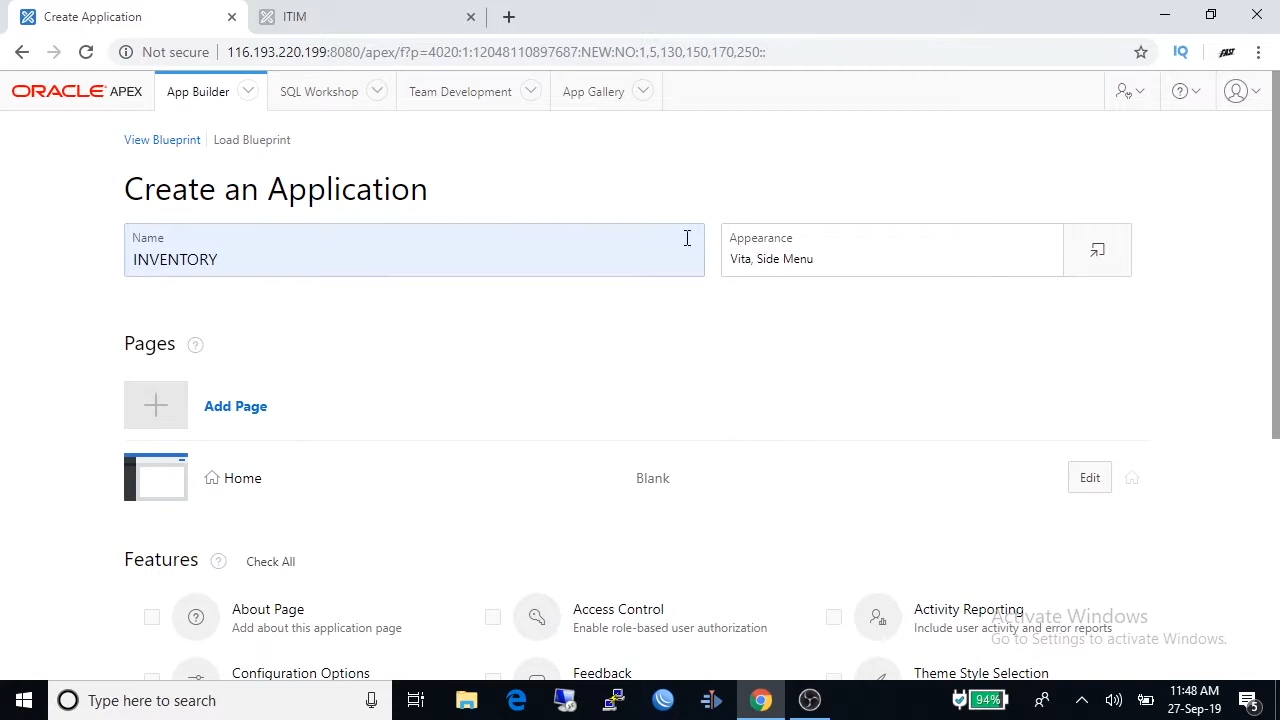 Create Application
ITIM
Not secure
116.193.220.199:8080/apex/f?p=4020:1:12048110897687:NEW:NO:1,5,130,150,170,250::
IQ
FAST
ORACLE APEX
App Builder
SQL Workshop
Team Development
App Gallery
View Blueprint
Load Blueprint
Create an Application
Name
INVENTORY
Appearance
Vita, Side Menu
Pages
Add Page
Home
Blank
Edit
Features
Check All
About Page
Add about this application page
Access Control
Enable role-based user authorization
Activity Reporting
Include user activity and error reports
Activate Windows
Go to Settings to activate Windows.
Configuration Options
Feedback
Theme Style Selection
Type here to search
94%
11:48 AM
27-Sep-19
5